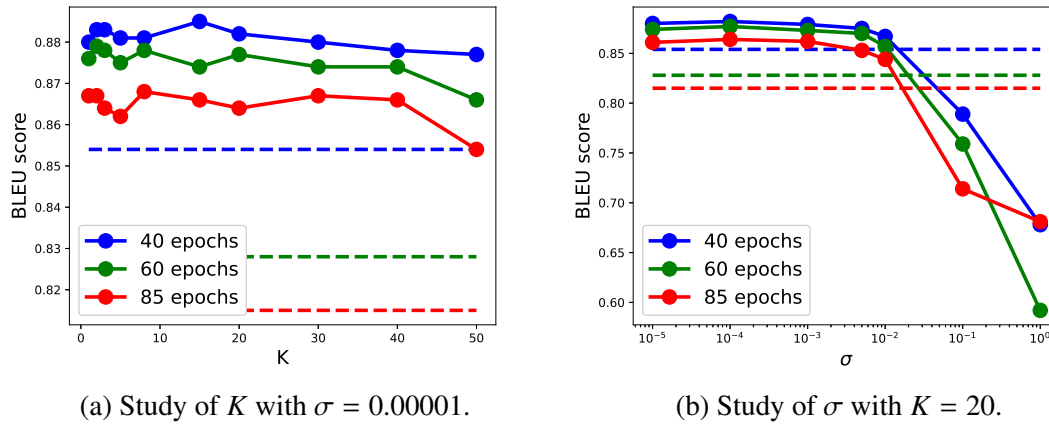 0.88
0.87
0.86
0.85
0.84
0.83
0.82
BLEU score
40 epochs
60 epochs
85 epochs
0 10 20 30 40 50
K
(a) Study of K with σ = 0.00001.
0.85
0.80
0.75
0.70
0.65
0.60
BLEU score
40 epochs
60 epochs
85 epochs
10⁻⁵ 10⁻⁴ 10⁻³ 10⁻² 10⁻¹ 10⁰
σ
(b) Study of σ with K = 20.